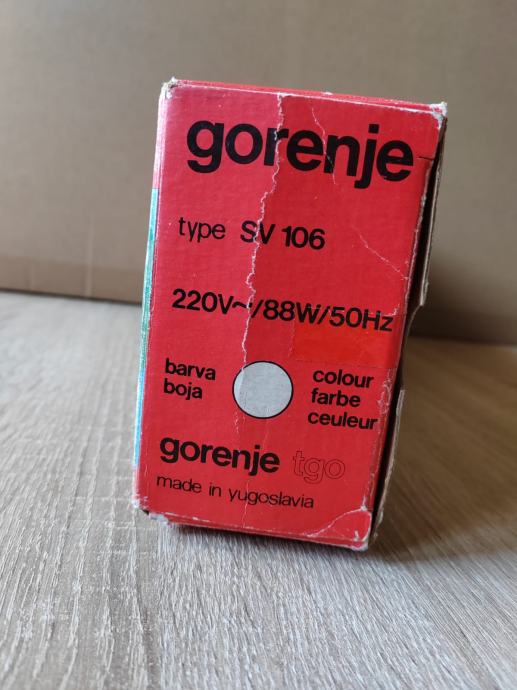 gorenje
type SV 106
220V~/88W/50Hz
barva
boja
colour
farbe
ceuleur
gorenje tgo
made in yugoslavia